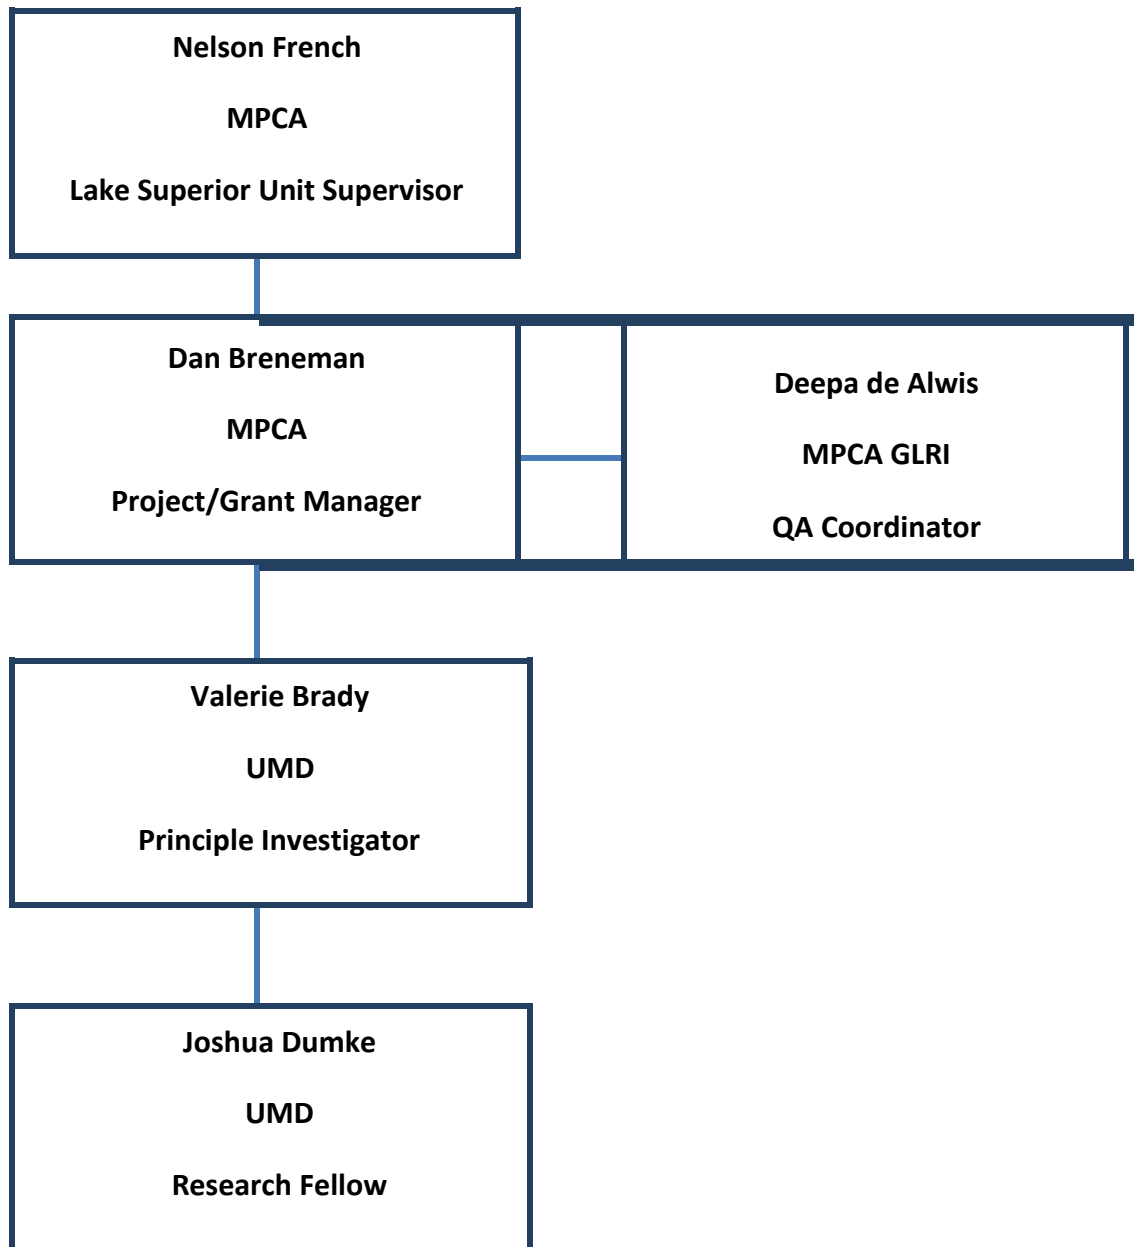 Nelson French
MPCA
Lake Superior Unit Supervisor
Dan Breneman
MPCA
Project/Grant Manager
Deepa de Alwis
MPCA GLRI
QA Coordinator
Valerie Brady
UMD
Principle Investigator
Joshua Dumke
UMD
Research Fellow